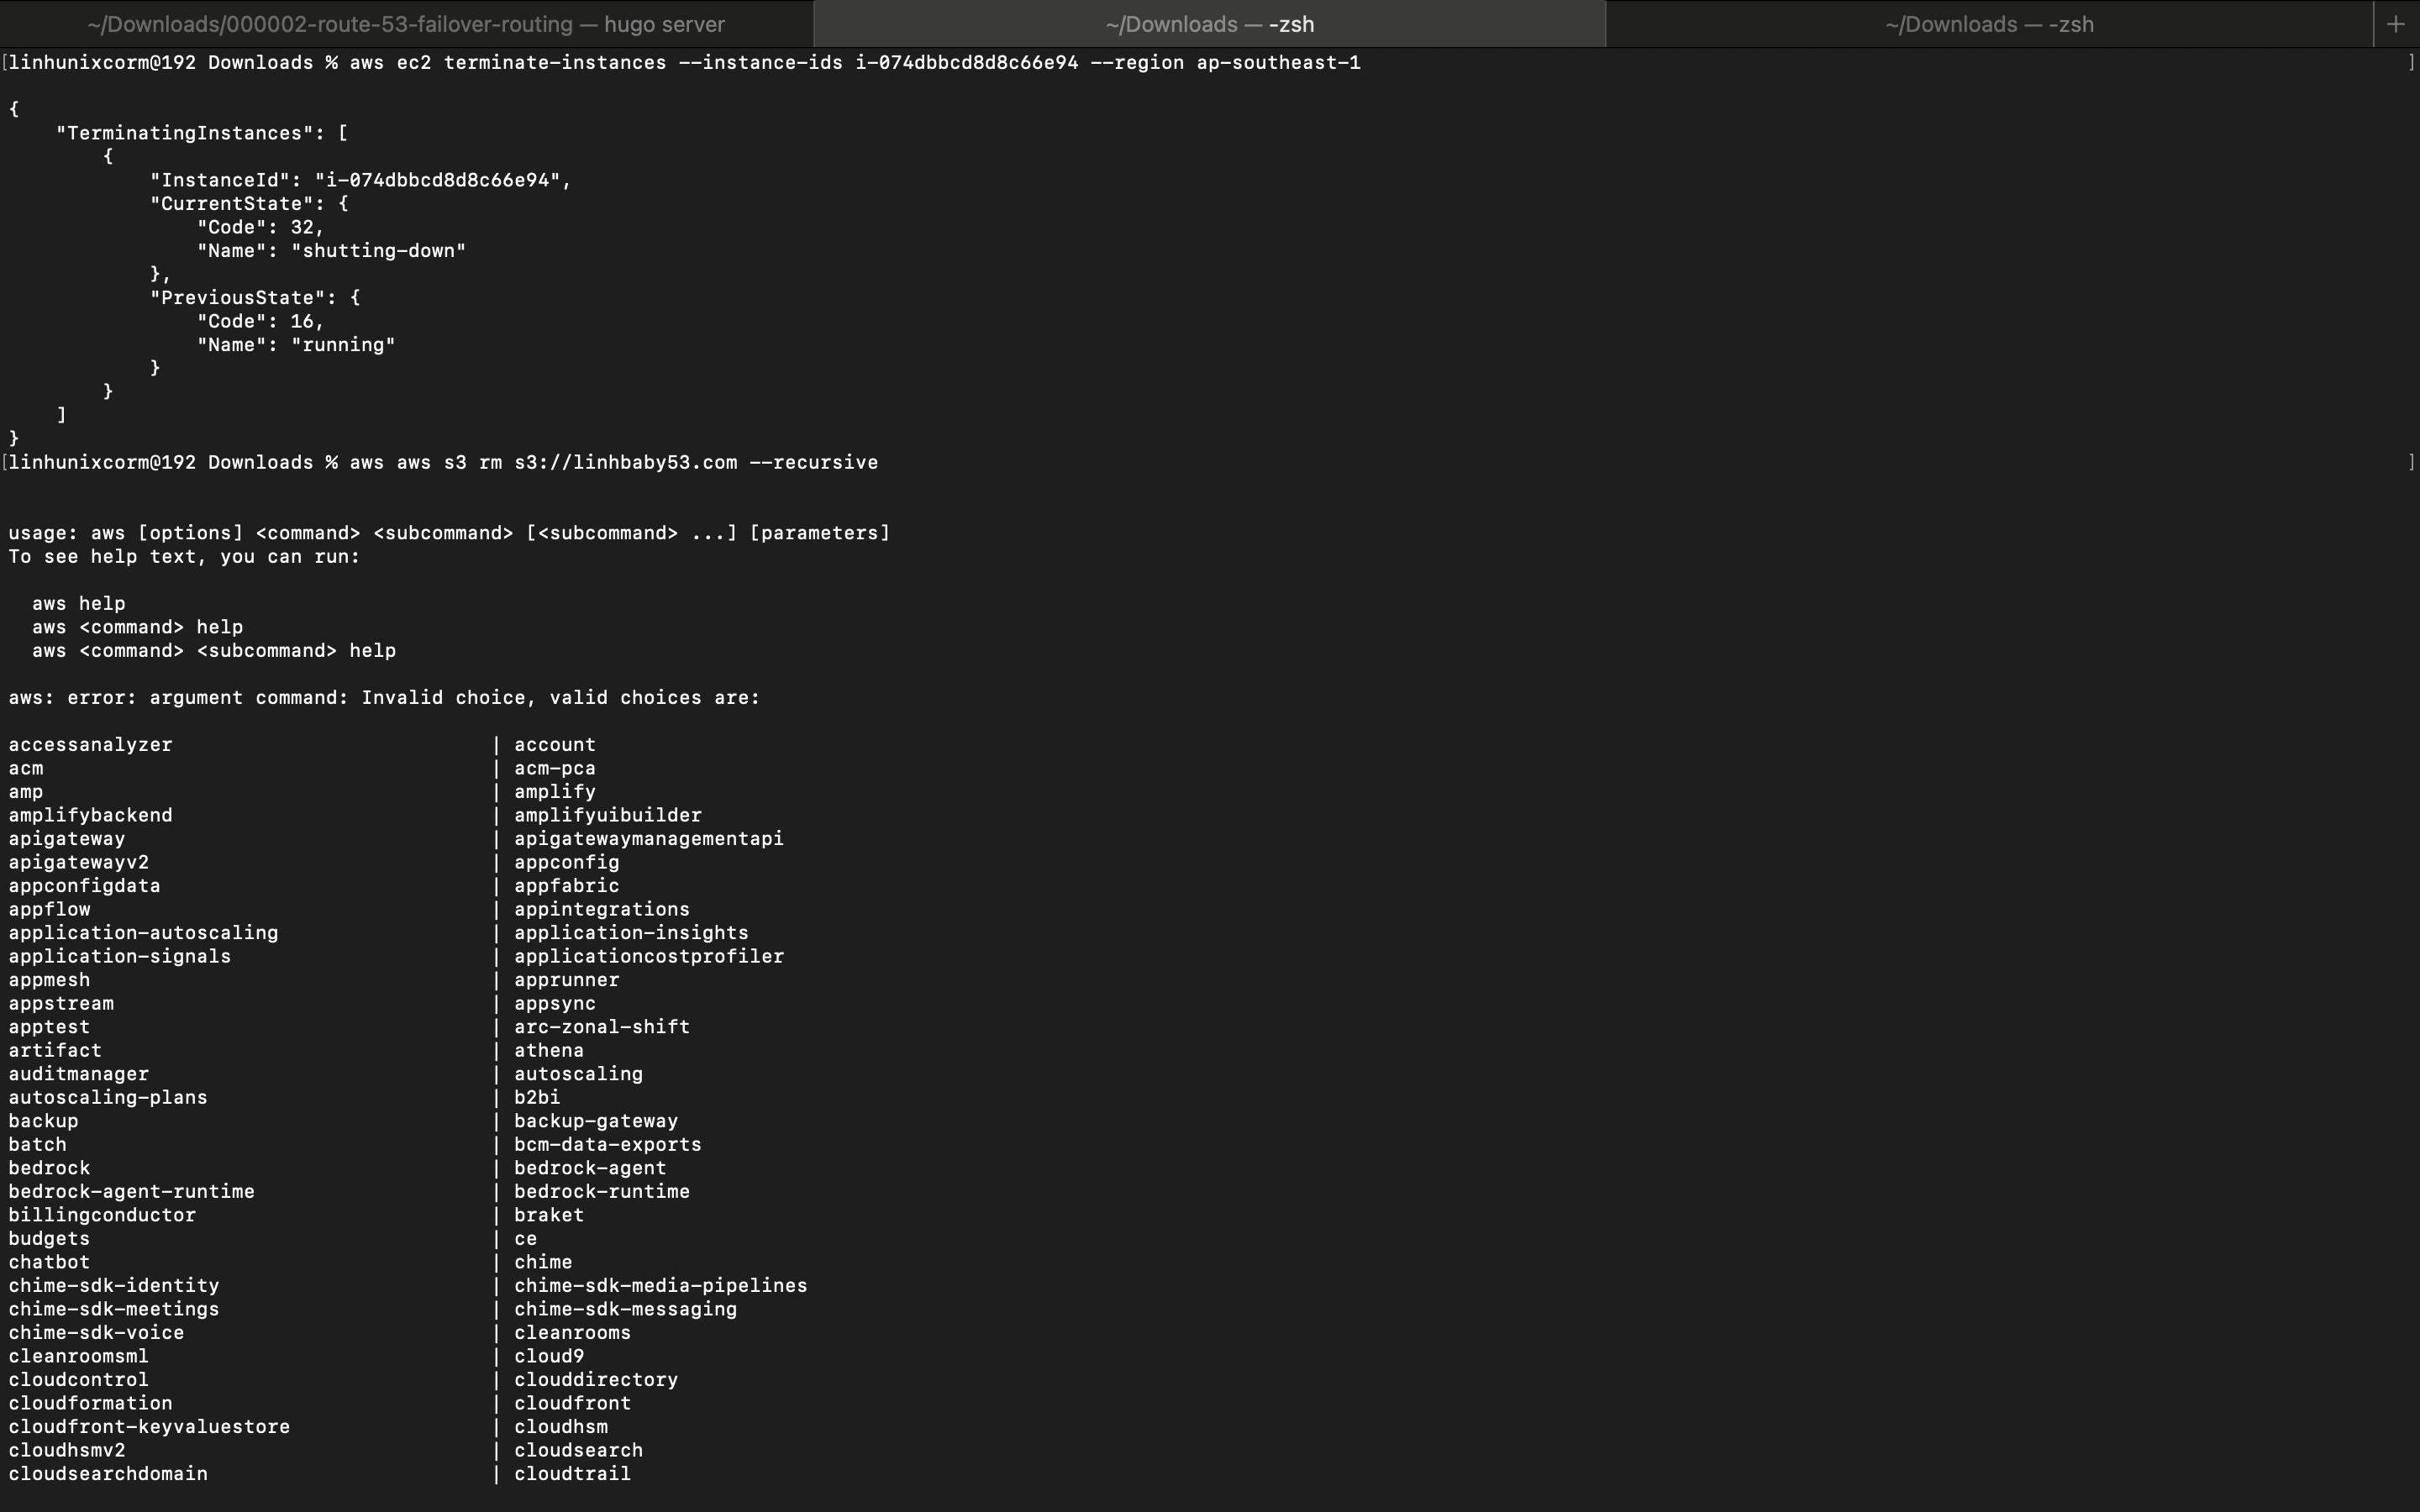 ~/Downloads/000002-route-53-failover-routing — hugo server
~/Downloads — -zsh
~/Downloads — -zsh
+
[linhunixcorm@192 Downloads % aws ec2 terminate-instances --instance-ids i-074dbbcd8d8c66e94 --region ap-southeast-1 ]
{
"TerminatingInstances": [
{
"InstanceId": "i-074dbbcd8d8c66e94",
"CurrentState": {
"Code": 32,
"Name": "shutting-down"
},
"PreviousState": {
"Code": 16,
"Name": "running"
}
}
]
}
[linhunixcorm@192 Downloads % aws aws s3 rm s3://linhbaby53.com --recursive ]
usage: aws [options] <command> <subcommand> [<subcommand> ...] [parameters]
To see help text, you can run:
aws help
aws <command> help
aws <command> <subcommand> help
aws: error: argument command: Invalid choice, valid choices are:
accessanalyzer | account
acm | acm-pca
amp | amplify
amplifybackend | amplifyuibuilder
apigateway | apigatewaymanagementapi
apigatewayv2 | appconfig
appconfigdata | appfabric
appflow | appintegrations
application-autoscaling | application-insights
application-signals | applicationcostprofiler
appmesh | apprunner
appstream | appsync
apptest | arc-zonal-shift
artifact | athena
auditmanager | autoscaling
autoscaling-plans | b2bi
backup | backup-gateway
batch | bcm-data-exports
bedrock | bedrock-agent
bedrock-agent-runtime | bedrock-runtime
billingconductor | braket
budgets | ce
chatbot | chime
chime-sdk-identity | chime-sdk-media-pipelines
chime-sdk-meetings | chime-sdk-messaging
chime-sdk-voice | cleanrooms
cleanroomsml | cloud9
cloudcontrol | clouddirectory
cloudformation | cloudfront
cloudfront-keyvaluestore | cloudhsm
cloudhsmv2 | cloudsearch
cloudsearchdomain | cloudtrail